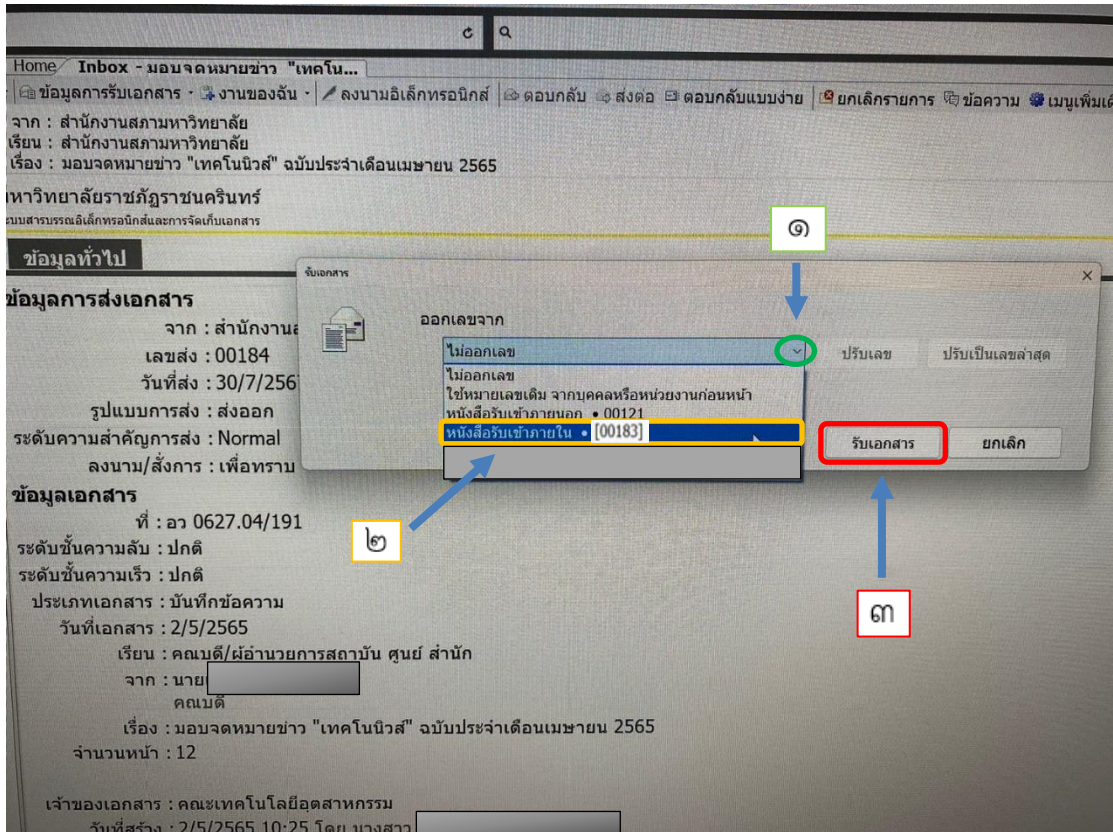 Home Inbox - มอบจดหมายข่าว "เทคโน...
ข้อมูลการรับเอกสาร งานของฉัน ลงนามอิเล็กทรอนิกส์ ตอบกลับ ส่งต่อ ตอบกลับแบบง่าย ยกเลิกรายการ ข้อความ
จาก : สำนักงานสภามหาวิทยาลัย
เรียน : สำนักงานสภามหาวิทยาลัย
เรื่อง : มอบจดหมายข่าว "เทคโนนิวส์" ฉบับประจำเดือนเมษายน 2565
หาวิทยาลัยราชภัฏราชนครินทร์
ระบบสารบรรณอิเล็กทรอนิกส์และการจัดเก็บเอกสาร
๑
ข้อมูลทั่วไป
รับเอกสาร
ข้อมูลการส่งเอกสาร
ออกเลขจาก
จาก :
ไม่ออกเลข
ปรับเลข ปรับเป็นเลขล่าสุด
เลขส่ง : 00184
ไม่ออกเลข
วันที่ส่ง : 30/7/256
ใช้หมายเลขเดิม จากบุคคลหรือหน่วยงานก่อนหน้า
รูปแบบการส่ง : ส่งออก
หนังสือรับเข้าภายนอก • 00121
หนังสือรับเข้าภายใน • [00183]
ระดับความสำคัญการส่ง : Normal
รับเอกสาร ยกเลิก
ลงนาม/สั่งการ : เพื่อทราบ
ข้อมูลเอกสาร
ที่ : อว 0627.04/191
๒
ระดับชั้นความลับ : ปกติ
ระดับชั้นความเร็ว : ปกติ
ประเภทเอกสาร : บันทึกข้อความ
๓
วันที่เอกสาร : 2/5/2565
เรียน : คณบดี/ผู้อำนวยการสถาบัน ศูนย์ สำนัก
จาก : นาย
คณบดี
เรื่อง : มอบจดหมายข่าว "เทคโนนิวส์" ฉบับประจำเดือนเมษายน 2565
จำนวนหน้า : 12
เจ้าของเอกสาร : คณะเทคโนโลยีอุตสาหกรรม
วันที่สร้าง : 2/5/2565 10:25 โดย นางสาว